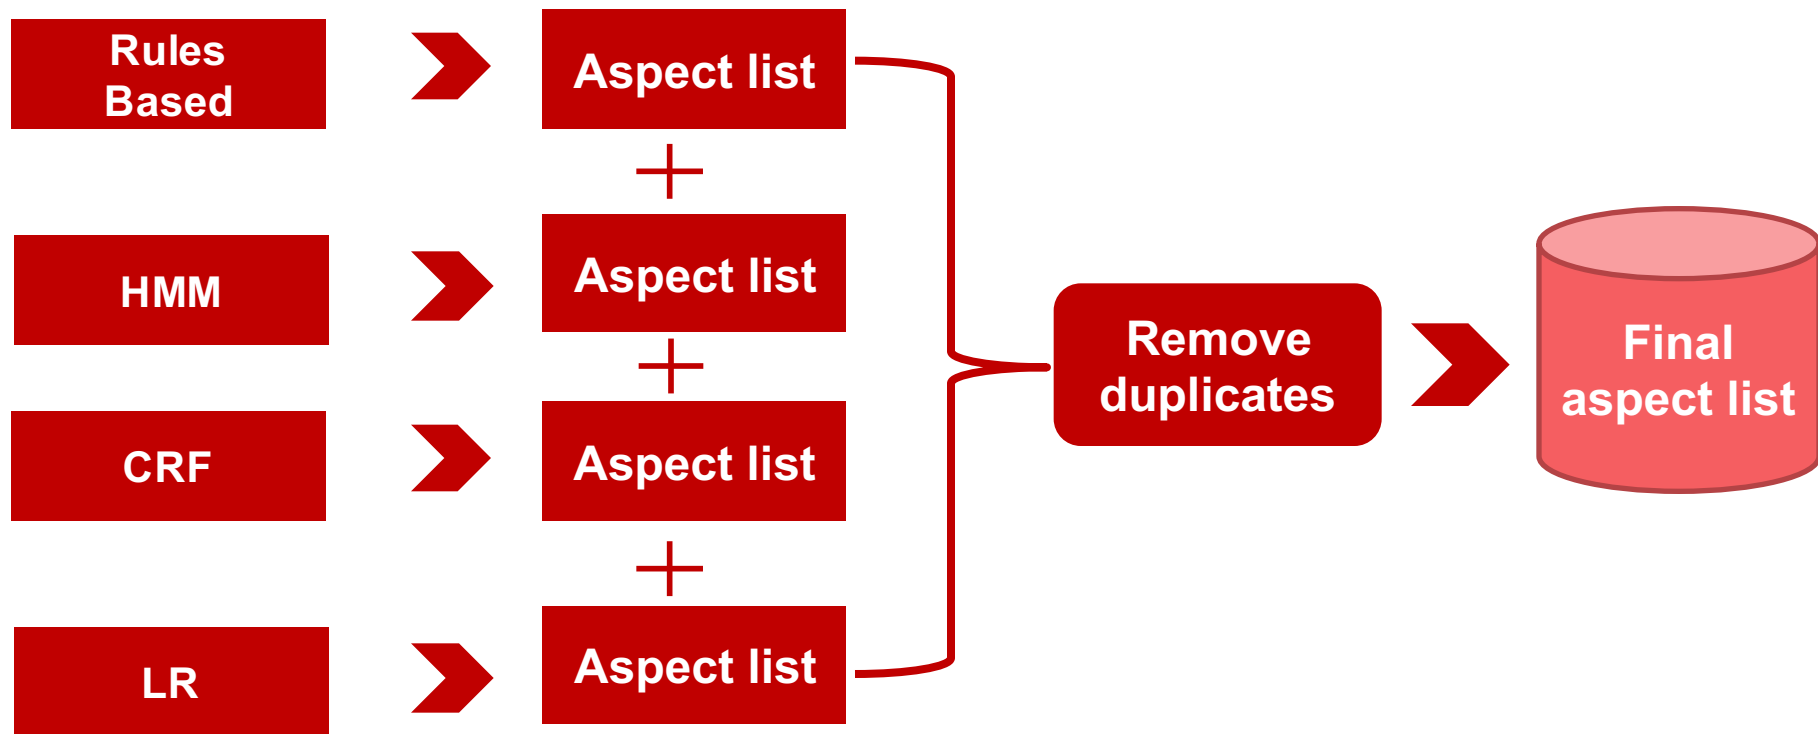 Rules
Based
Aspect list
HMM
Aspect list
CRF
Aspect list
LR
Aspect list
Remove
duplicates
Final
aspect list